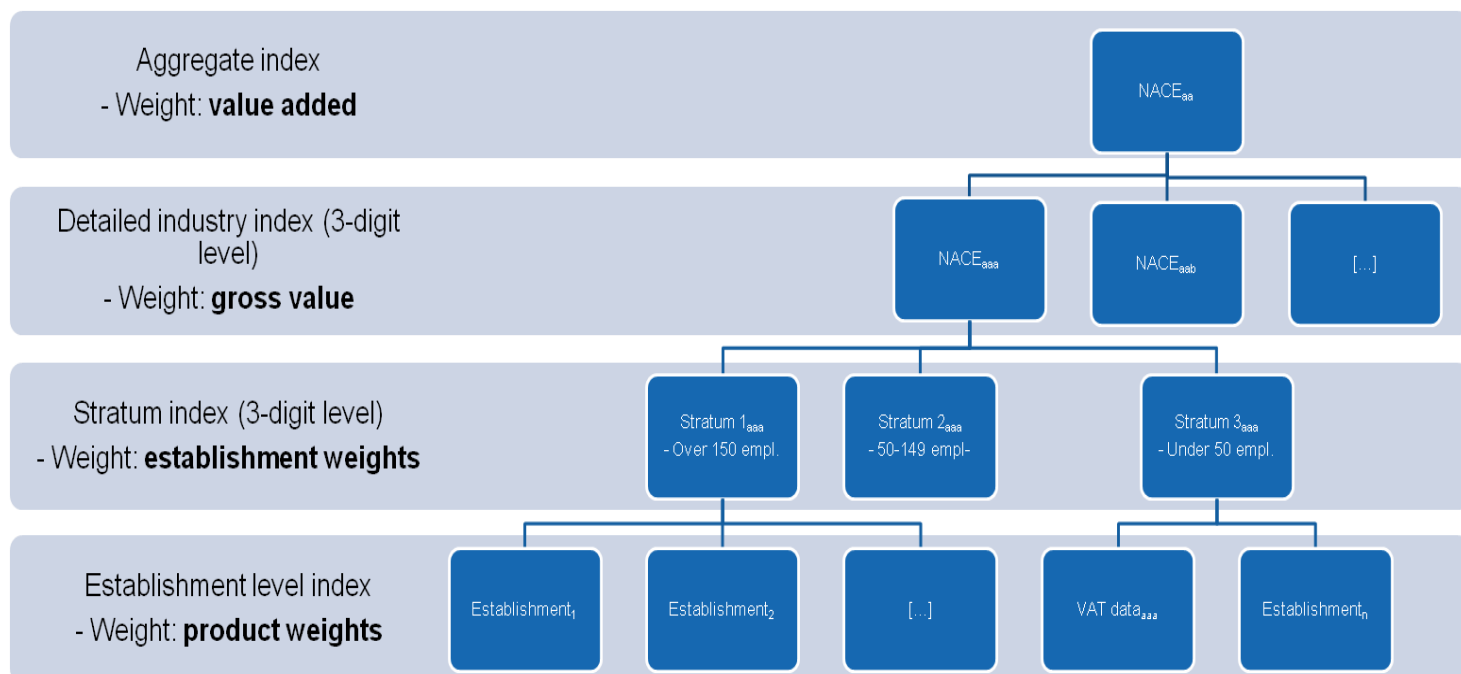 Aggregate index
- Weight: value added
NACEaa
Detailed industry index (3-digit
level)
- Weight: gross value
NACEaaa
NACEaab
[...]
Stratum index (3-digit level)
- Weight: establishment weights
Stratum 1aaa
- Over 150 empl.
Stratum 2aaa
- 50-149 empl-
Stratum 3aaa
- Under 50 empl.
Establishment level index
- Weight: product weights
Establishment1
Establishment2
[...]
VAT dataaaa
Establishmentn